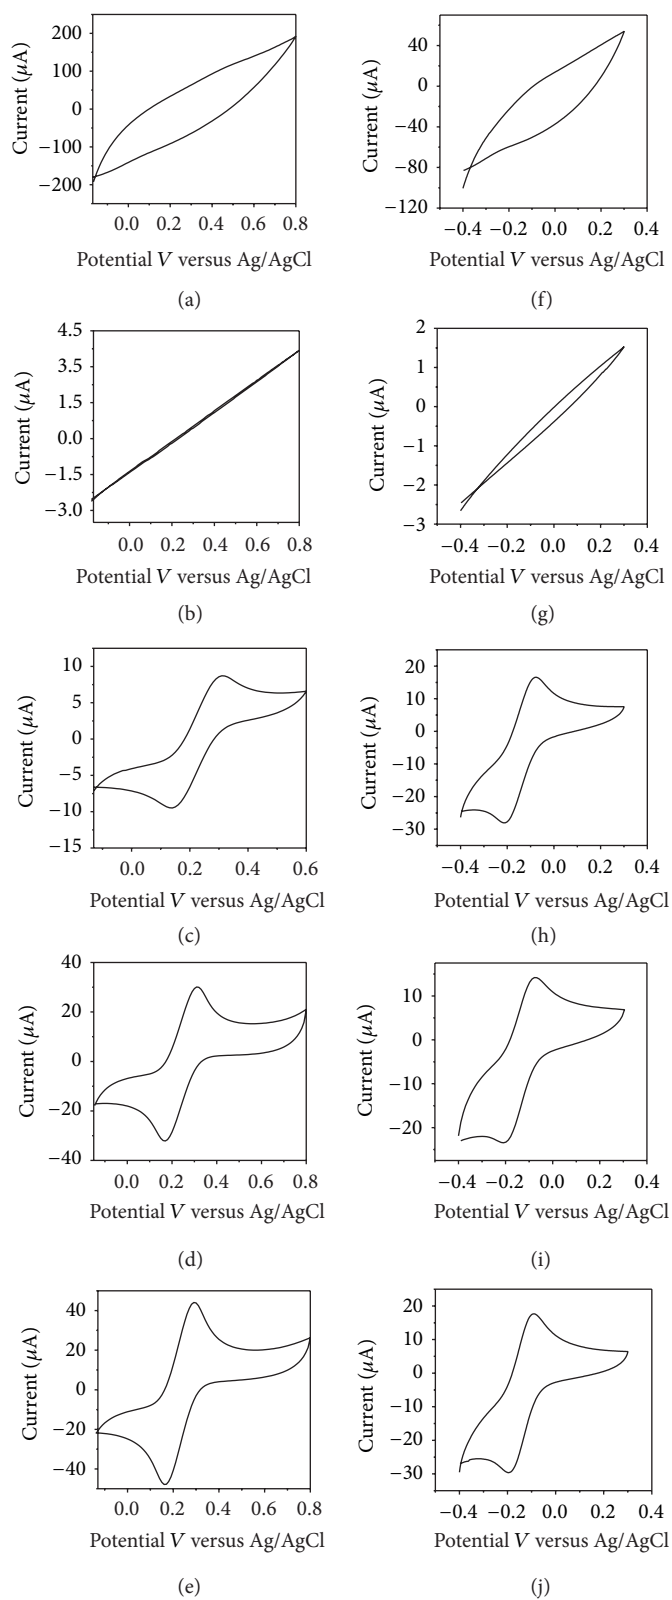 200
100
0
−100
−200
Current (μA)
0.0 0.2 0.4 0.6 0.8
Potential V versus Ag/AgCl
(a)
40
0
−40
−80
−120
Current (μA)
−0.4 −0.2 0.0 0.2 0.4
Potential V versus Ag/AgCl
(f)
4.5
3.5
1.5
0.0
−1.5
−3.0
Current (μA)
0.0 0.2 0.4 0.6 0.8
Potential V versus Ag/AgCl
(b)
2
1
0
−1
−2
−3
Current (μA)
−0.4 −0.2 0.0 0.2 0.4
Potential V versus Ag/AgCl
(g)
10
5
0
−5
−10
−15
Current (μA)
0.0 0.2 0.4 0.6
Potential V versus Ag/AgCl
(c)
20
10
0
−10
−20
−30
Current (μA)
−0.4 −0.2 0.0 0.2 0.4
Potential V versus Ag/AgCl
(h)
40
20
0
−20
−40
Current (μA)
0.0 0.2 0.4 0.6 0.8
Potential V versus Ag/AgCl
(d)
10
0
−10
−20
Current (μA)
−0.4 −0.2 0.0 0.2 0.4
Potential V versus Ag/AgCl
(i)
40
20
0
−20
−40
Current (μA)
0.0 0.2 0.4 0.6 0.8
Potential V versus Ag/AgCl
(e)
20
10
0
−10
−20
−30
Current (μA)
−0.4 −0.2 0.0 0.2 0.4
Potential V versus Ag/AgCl
(j)